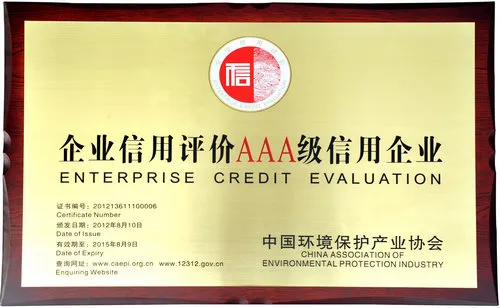 信
企业信用评价AAA级信用企业
ENTERPRISE CREDIT EVALUATION
证书编号：201213611100006
Certificate Number
颁发日期：2012年8月10日
Date of Issue
有效期至：2015年8月9日
Date of Expiry
查询网址：www.caepi.org.cn www.12312.gov.cn
Enquiring Website
中国环境保护产业协会
CHINA ASSOCIATION OF
ENVIRONMENTAL PROTECTION INDUSTRY